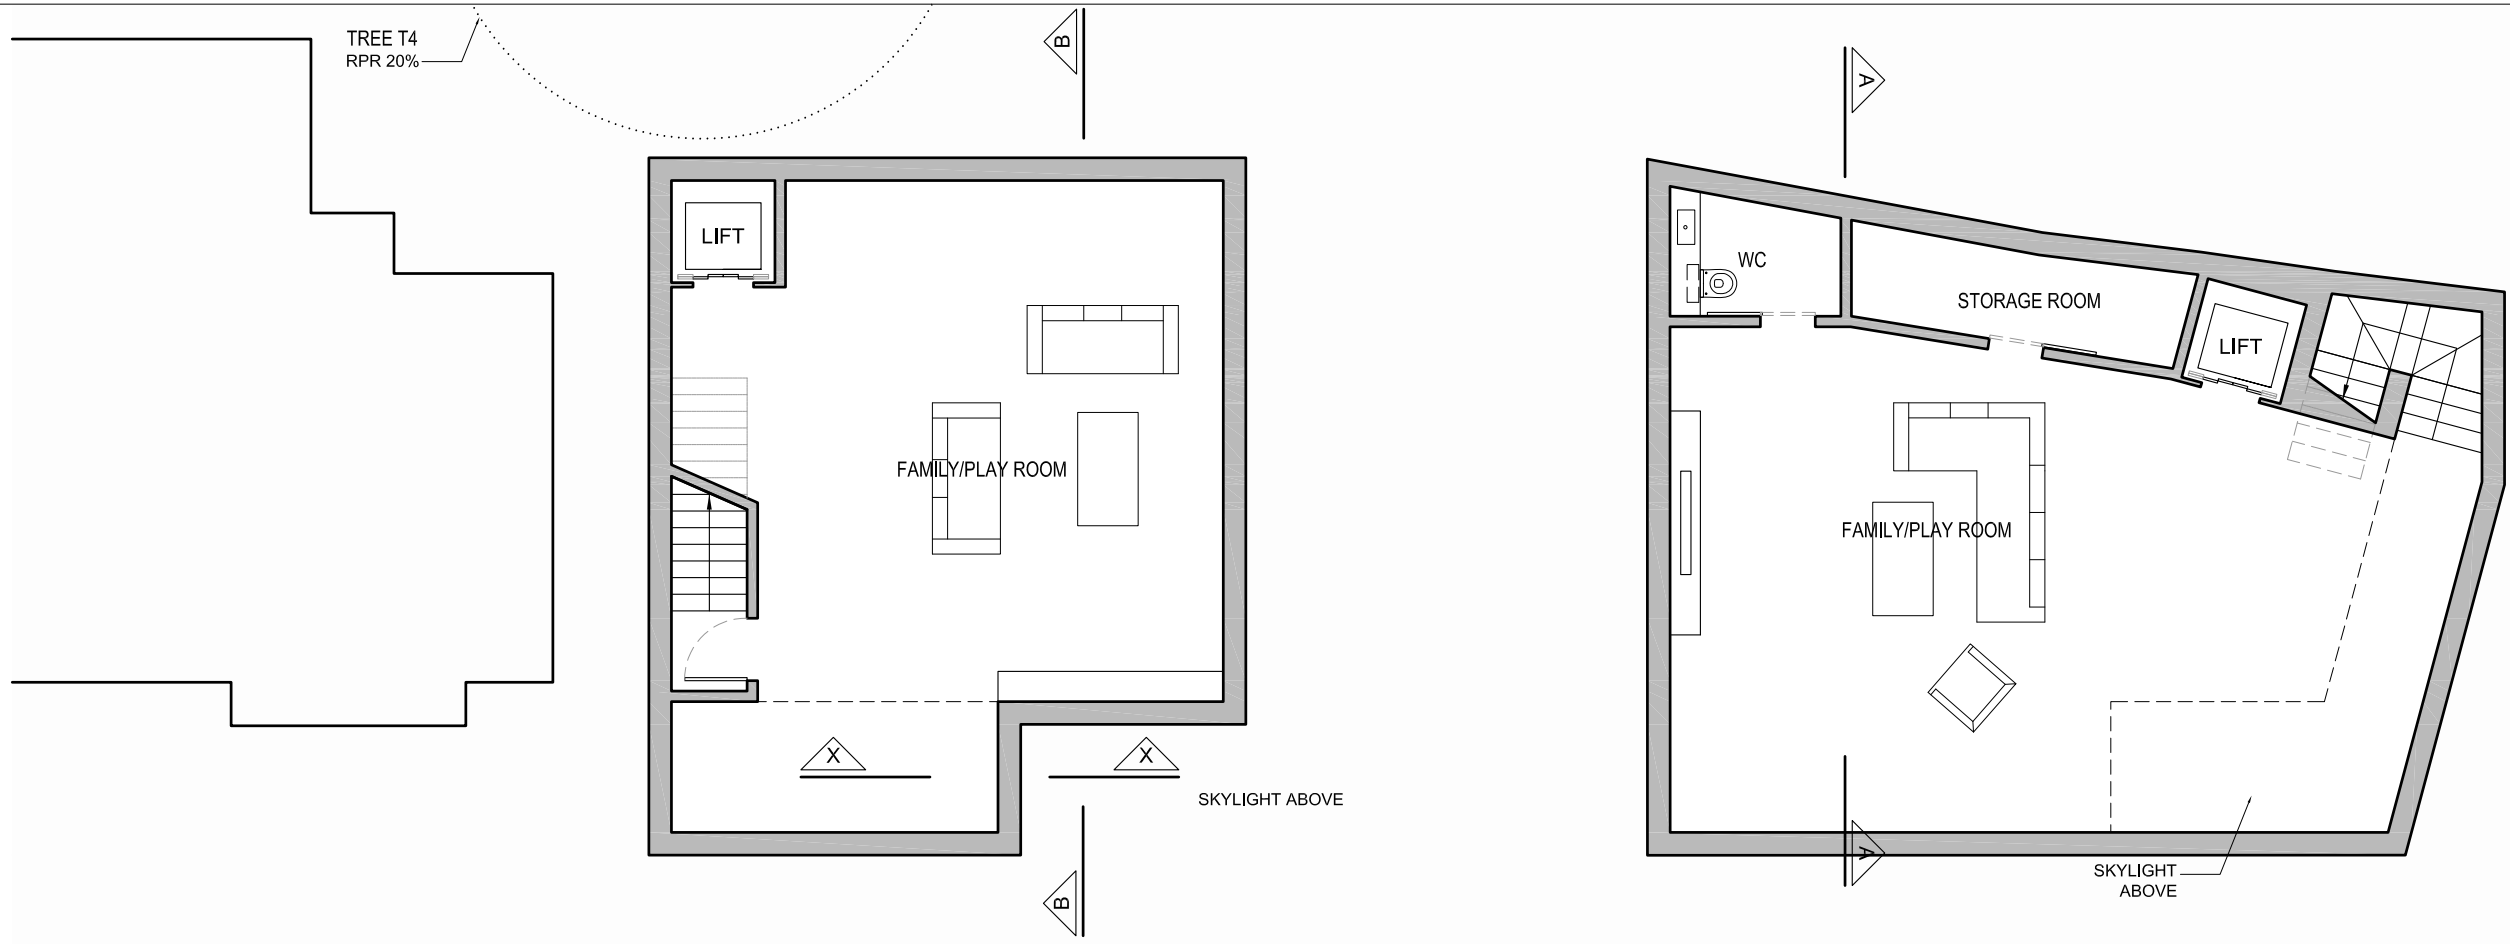 TREE T4
RPR 20%
B
A
LIFT
WC
STORAGE ROOM
LIFT
FAMILY/PLAY ROOM
FAMILY/PLAY ROOM
X
X
SKYLIGHT ABOVE
A
SKYLIGHT
ABOVE
B